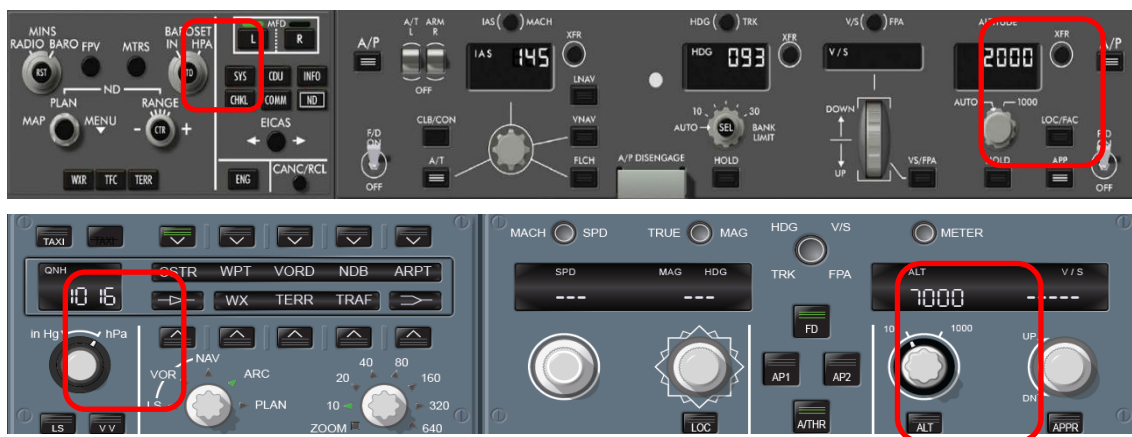 MINS
RADIO BARO
FPV
MTRS
BAROSET
IN HPA
RST
STD
ND
PLAN
MAP
MENU
RANGE
- CTR +
WXR TFC TERR
MFD
L R
SYS CDU INFO
CHKL COMM ND
EICAS
ENG
CANC/RCL
A/P
A/T ARM
L R
OFF
F/D
ON
OFF
IAS MACH
XFR
IAS 145
CLB/CON
A/T
LNAV
VNAV
FLCH
A/P DISENGAGE
HDG TRK
XFR
HDG 093
10 30
AUTO SEL BANK
LIMIT
HOLD
V/S FPA
V/S
DOWN
UP
VS/FPA
ALTITUDE
XFR
2000
AUTO 1000
HOLD
LOC/FAC
APP
A/P
F/D
ON
OFF
TAXI TAXI
QNH
1016
in Hg hPa
LS V V
CSTR WPT VORD NDB ARPT
WX TERR TRAF
LS VOR NAV ARC PLAN
ZOOM 10 20 40 80 160 320 640
MACH SPD
TRUE MAG
HDG V/S
TRK FPA
METER
SPD MAG HDG
--- ---
ALT V/S
7000 -----
FD
AP1 AP2
A/THR
LOC
1000
ALT
UP
DN
APPR